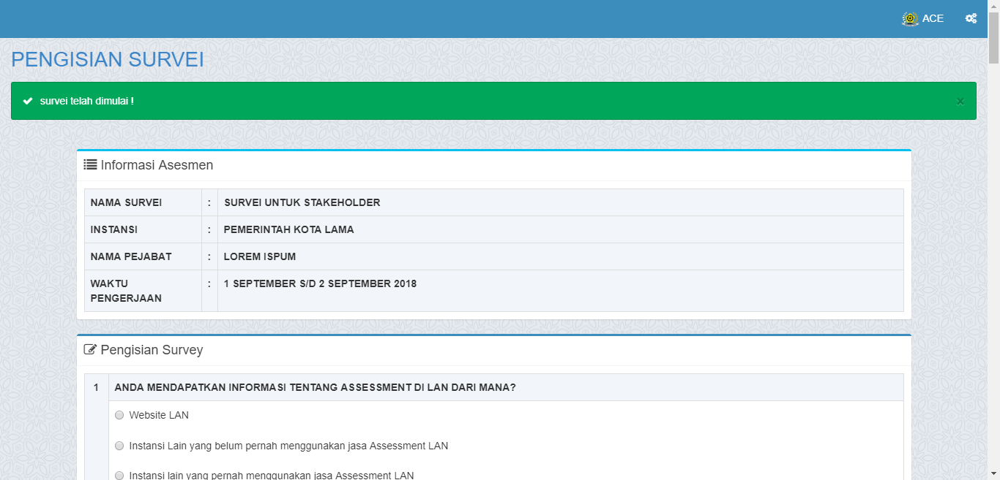 ACE
PENGISIAN SURVEI
survei telah dimulai !
×
Informasi Asesmen
NAMA SURVEI : SURVEI UNTUK STAKEHOLDER
INSTANSI : PEMERINTAH KOTA LAMA
NAMA PEJABAT : LOREM ISPUM
WAKTU PENGERJAAN : 1 SEPTEMBER S/D 2 SEPTEMBER 2018
Pengisian Survey
1 ANDA MENDAPATKAN INFORMASI TENTANG ASSESSMENT DI LAN DARI MANA?
Website LAN
Instansi Lain yang belum pernah menggunakan jasa Assessment LAN
Instansi lain yang pernah menggunakan jasa Assessment LAN